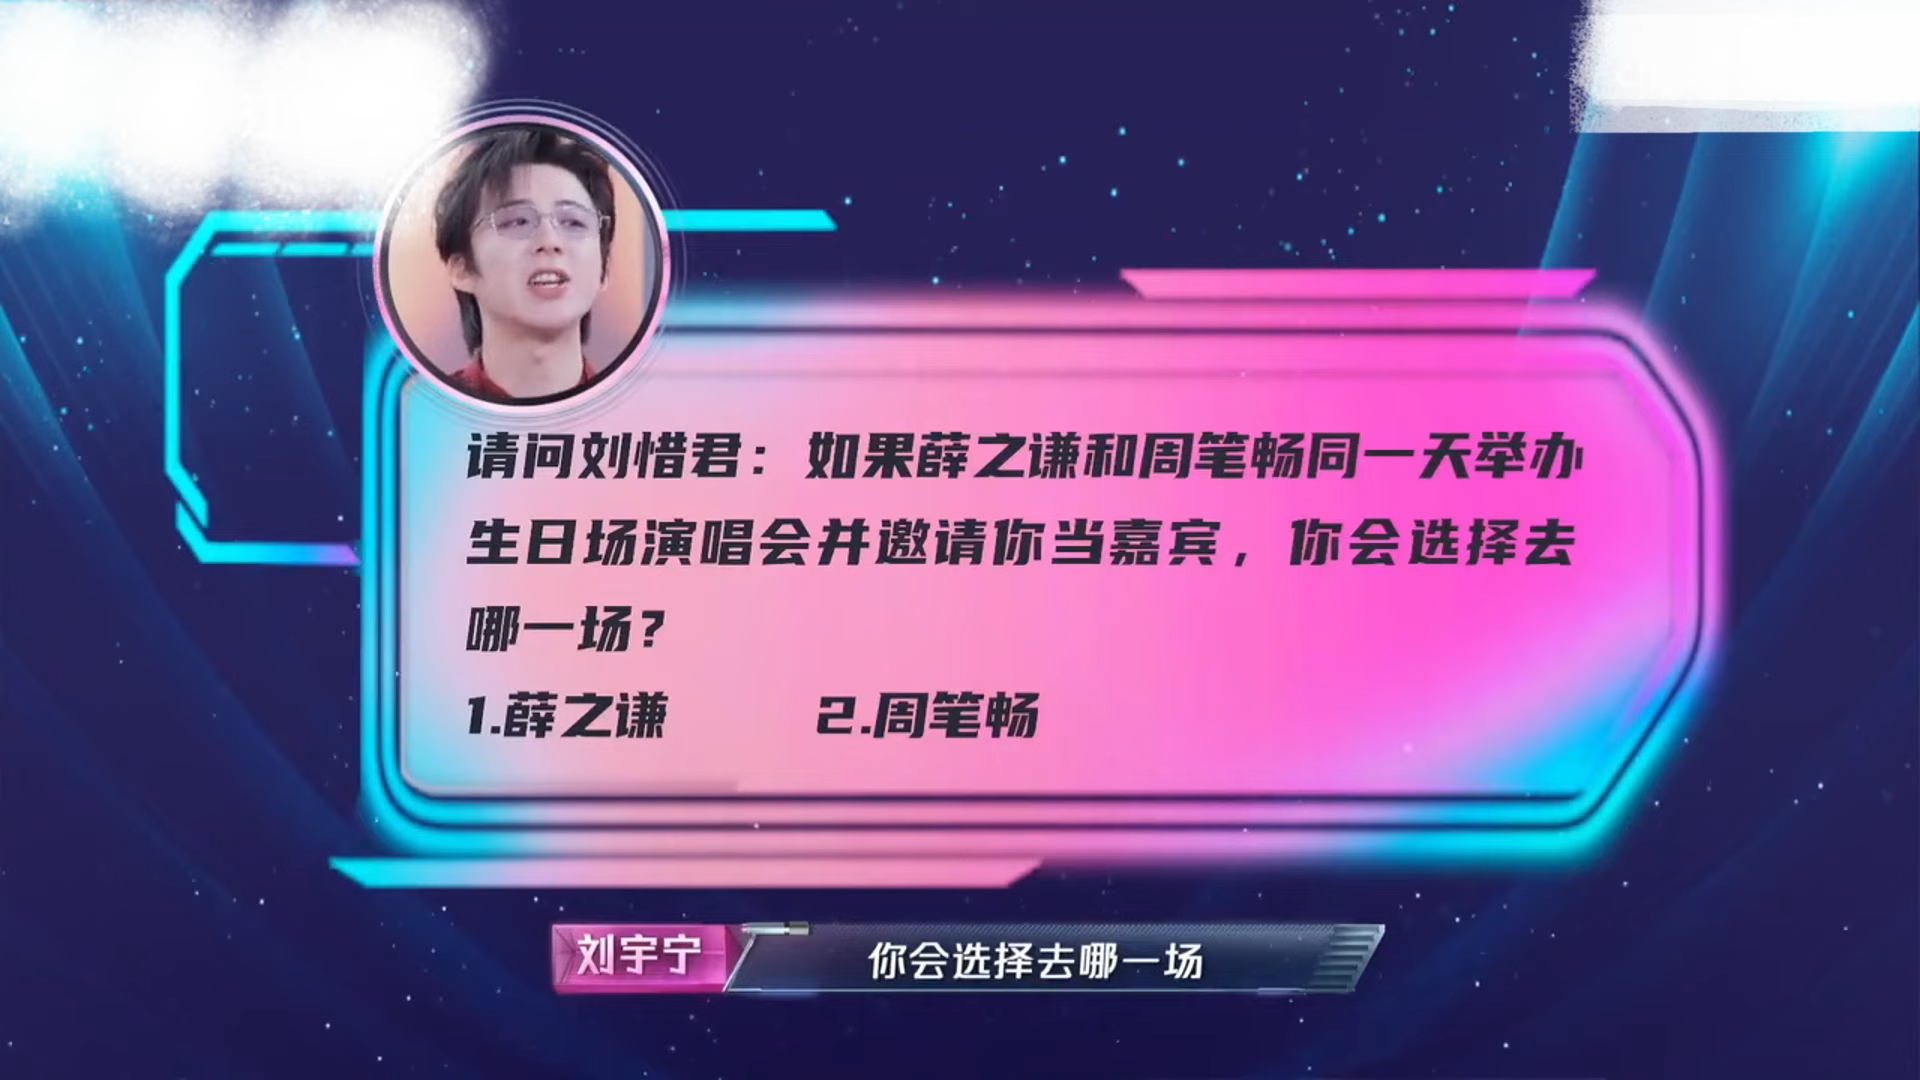 请问刘惜君：如果薛之谦和周笔畅同一天举办
生日场演唱会并邀请你当嘉宾，你会选择去
哪一场？
1.薛之谦 2.周笔畅
刘宇宁 你会选择去哪一场